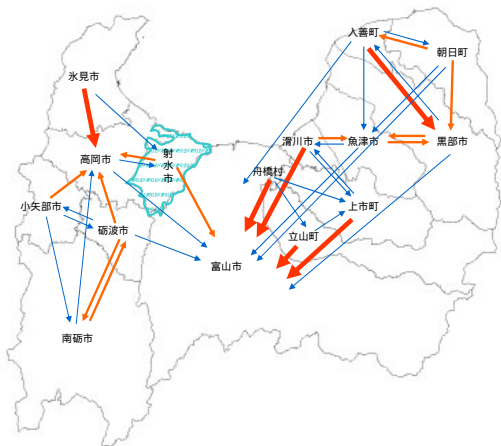 入善町
朝日町
氷見市
滑川市
魚津市
黒部市
高岡市
射水市
舟橋村
小矢部市
上市町
砺波市
立山町
富山市
南砺市